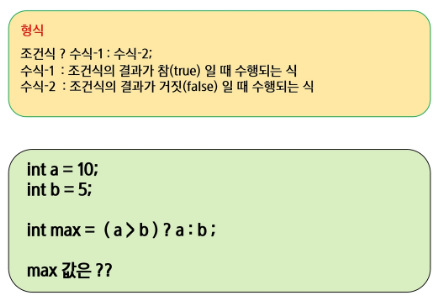 형식
조건식 ? 수식-1 : 수식-2;
수식-1 : 조건식의 결과가 참(true) 일 때 수행되는 식
수식-2 : 조건식의 결과가 거짓(false) 일 때 수행되는 식
int a = 10;
int b = 5;
int max = ( a > b ) ? a : b ;
max 값은 ??